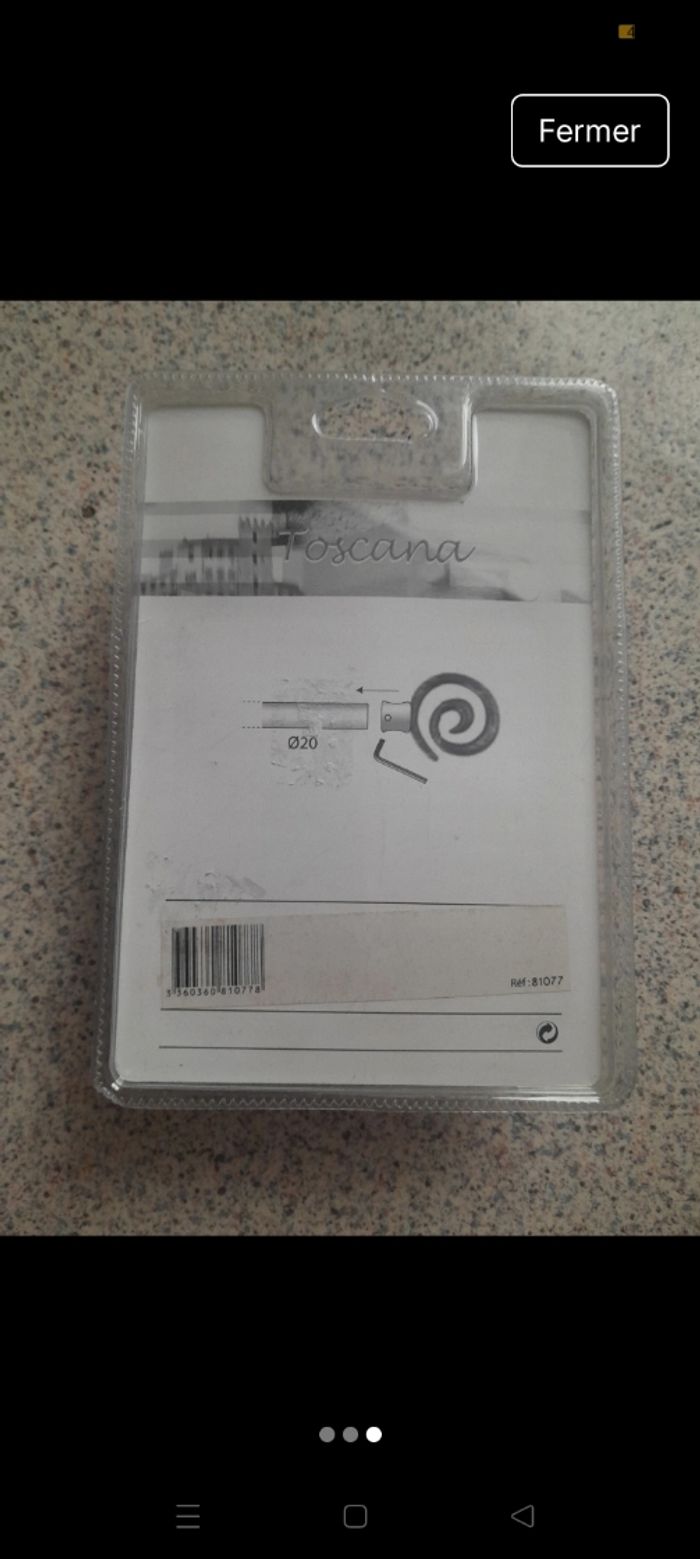 Fermer
Toscana
Ø20
3 360360 810778
Réf : 81077